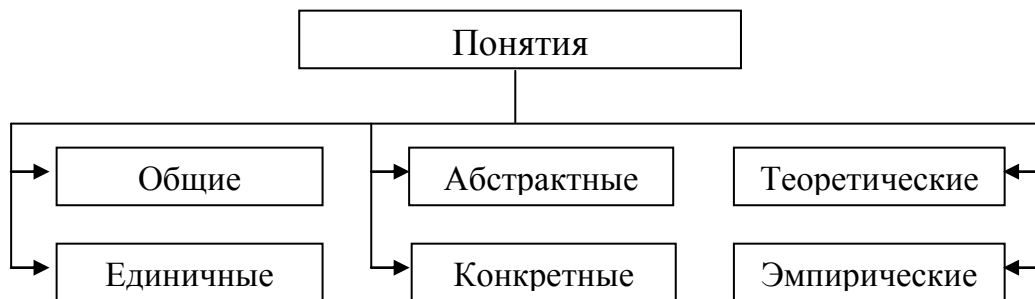 Понятия
Общие
Абстрактные
Теоретические
Единичные
Конкретные
Эмпирические